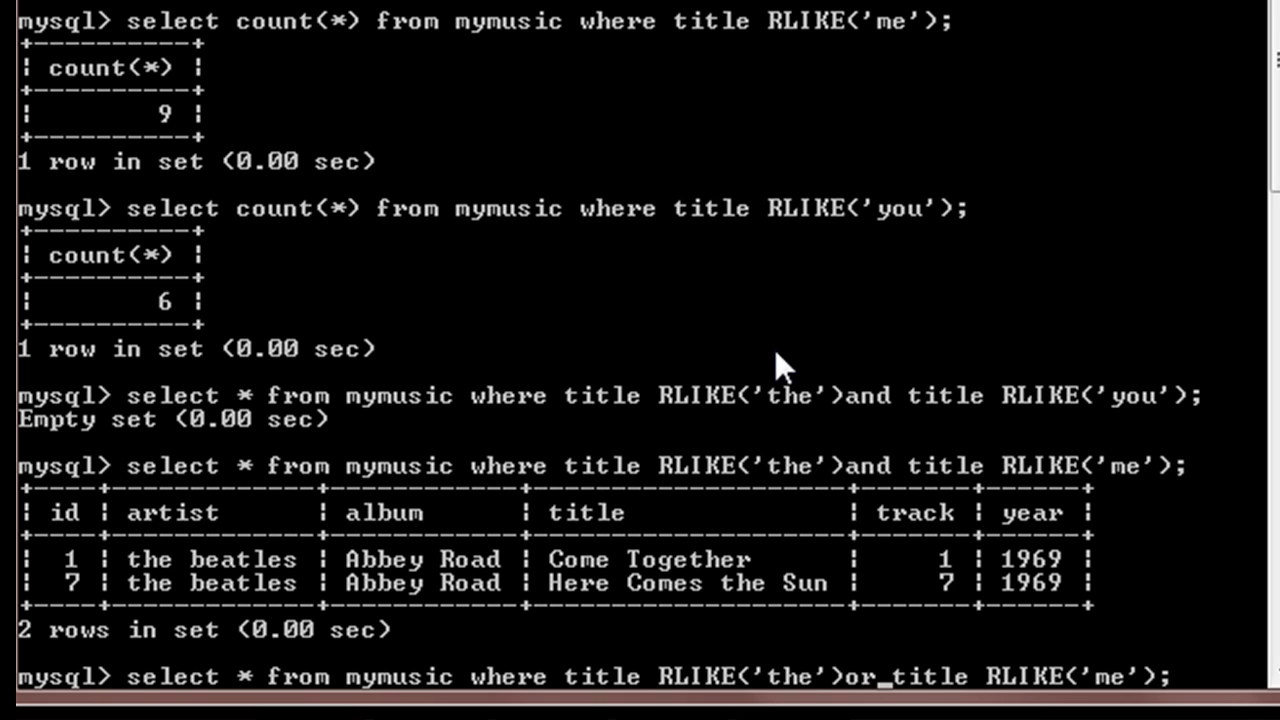 mysql> select count(*) from mymusic where title RLIKE('me');
+----------+
| count(*) |
+----------+
|        9 |
+----------+
1 row in set (0.00 sec)
mysql> select count(*) from mymusic where title RLIKE('you');
+----------+
| count(*) |
+----------+
|        6 |
+----------+
1 row in set (0.00 sec)
mysql> select * from mymusic where title RLIKE('the')and title RLIKE('you');
Empty set (0.00 sec)
mysql> select * from mymusic where title RLIKE('the')and title RLIKE('me');
+----+-------------+------------+--------------------+-------+------+
| id | artist      | album      | title              | track | year |
+----+-------------+------------+--------------------+-------+------+
|  1 | the beatles | Abbey Road | Come Together      |     1 | 1969 |
|  7 | the beatles | Abbey Road | Here Comes the Sun |     7 | 1969 |
+----+-------------+------------+--------------------+-------+------+
2 rows in set (0.00 sec)
mysql> select * from mymusic where title RLIKE('the')or title RLIKE('me');